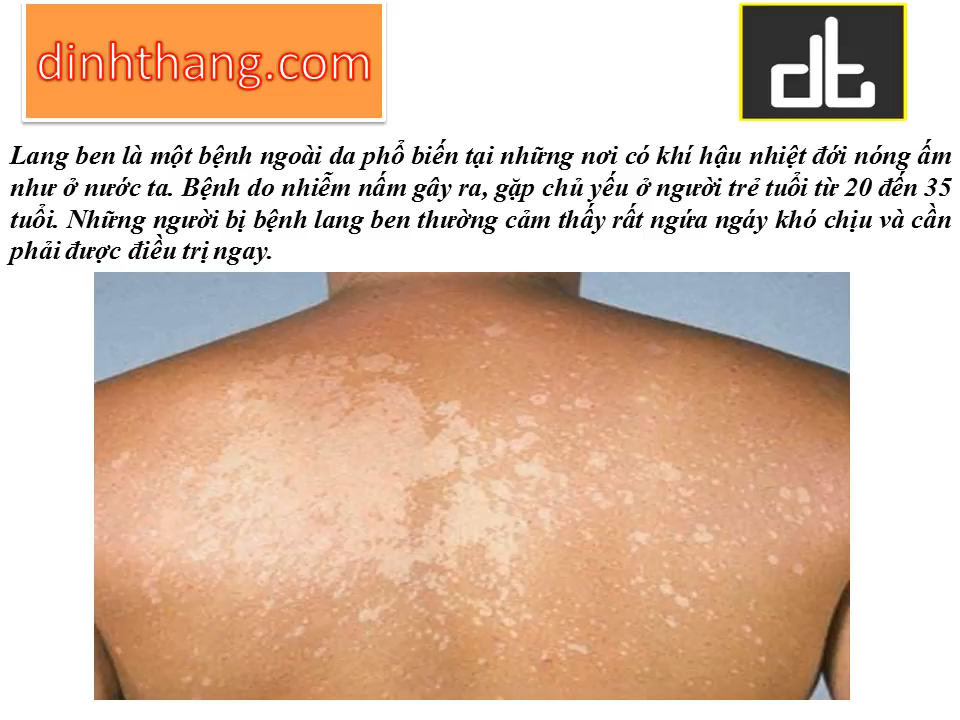 dinhthang.com
dt
Lang ben là một bệnh ngoài da phổ biến tại những nơi có khí hậu nhiệt đới nóng ấm
như ở nước ta. Bệnh do nhiễm nấm gây ra, gặp chủ yếu ở người trẻ tuổi từ 20 đến 35
tuổi. Những người bị bệnh lang ben thường cảm thấy rất ngứa ngáy khó chịu và cần
phải được điều trị ngay.